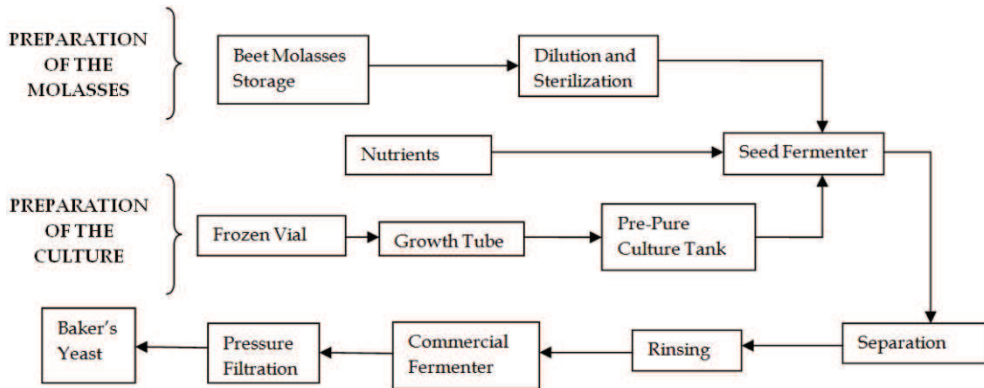 PREPARATION
OF THE
MOLASSES
Beet Molasses
Storage
Dilution and
Sterilization
Nutrients
Seed Fermenter
PREPARATION
OF THE
CULTURE
Frozen Vial
Growth Tube
Pre-Pure
Culture Tank
Baker's
Yeast
Pressure
Filtration
Commercial
Fermenter
Rinsing
Separation